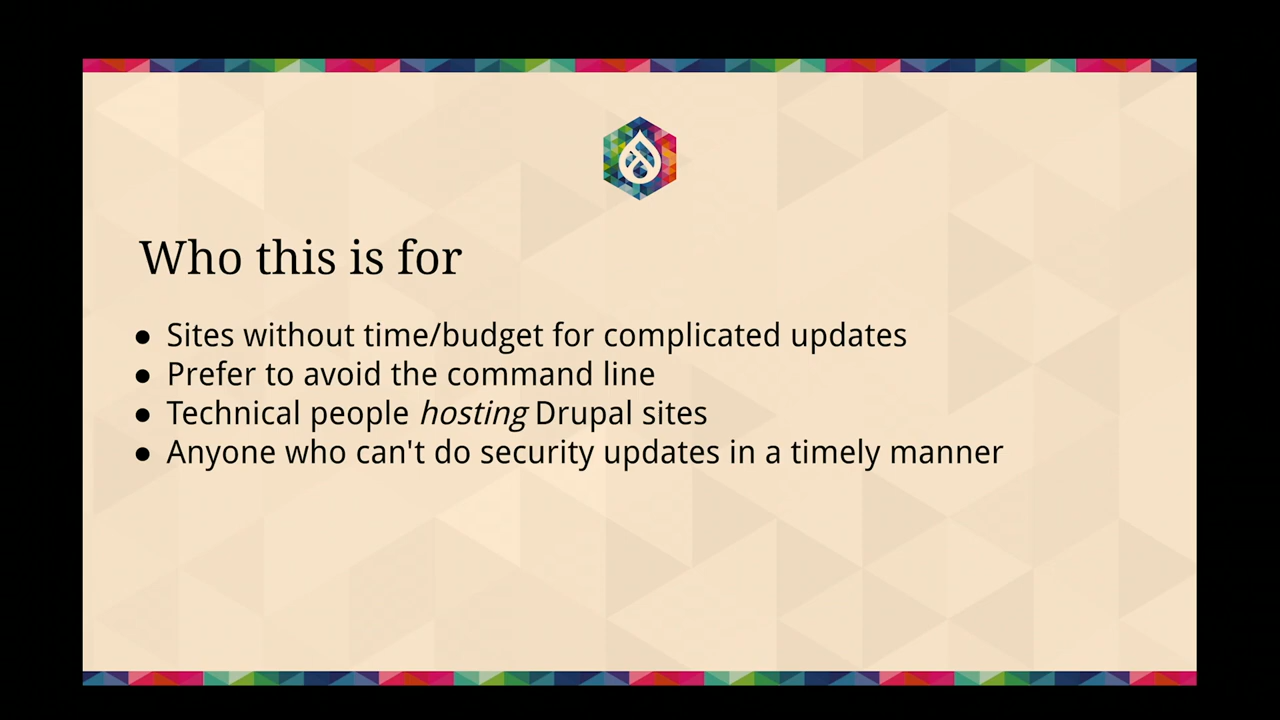 Who this is for
● Sites without time/budget for complicated updates
● Prefer to avoid the command line
● Technical people hosting Drupal sites
● Anyone who can't do security updates in a timely manner